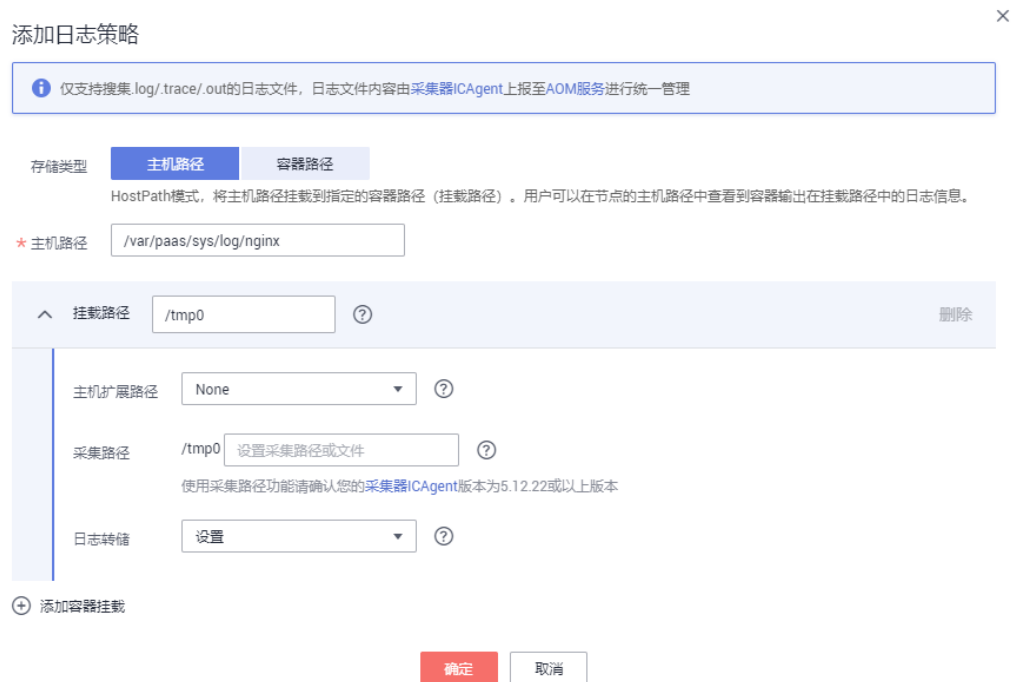 添加日志策略
仅支持搜集.log/.trace/.out的日志文件，日志文件内容由采集器ICAgent上报至AOM服务进行统一管理
存储类型 主机路径 容器路径
HostPath模式，将主机路径挂载到指定的容器路径（挂载路径）。用户可以在节点的主机路径中查看到容器输出在挂载路径中的日志信息。
* 主机路径 /var/paas/sys/log/nginx
挂载路径 /tmp0 删除
主机扩展路径 None
采集路径 /tmp0 设置采集路径或文件
使用采集路径功能请确认您的采集器ICAgent版本为5.12.22或以上版本
日志转储 设置
添加容器挂载
确定 取消